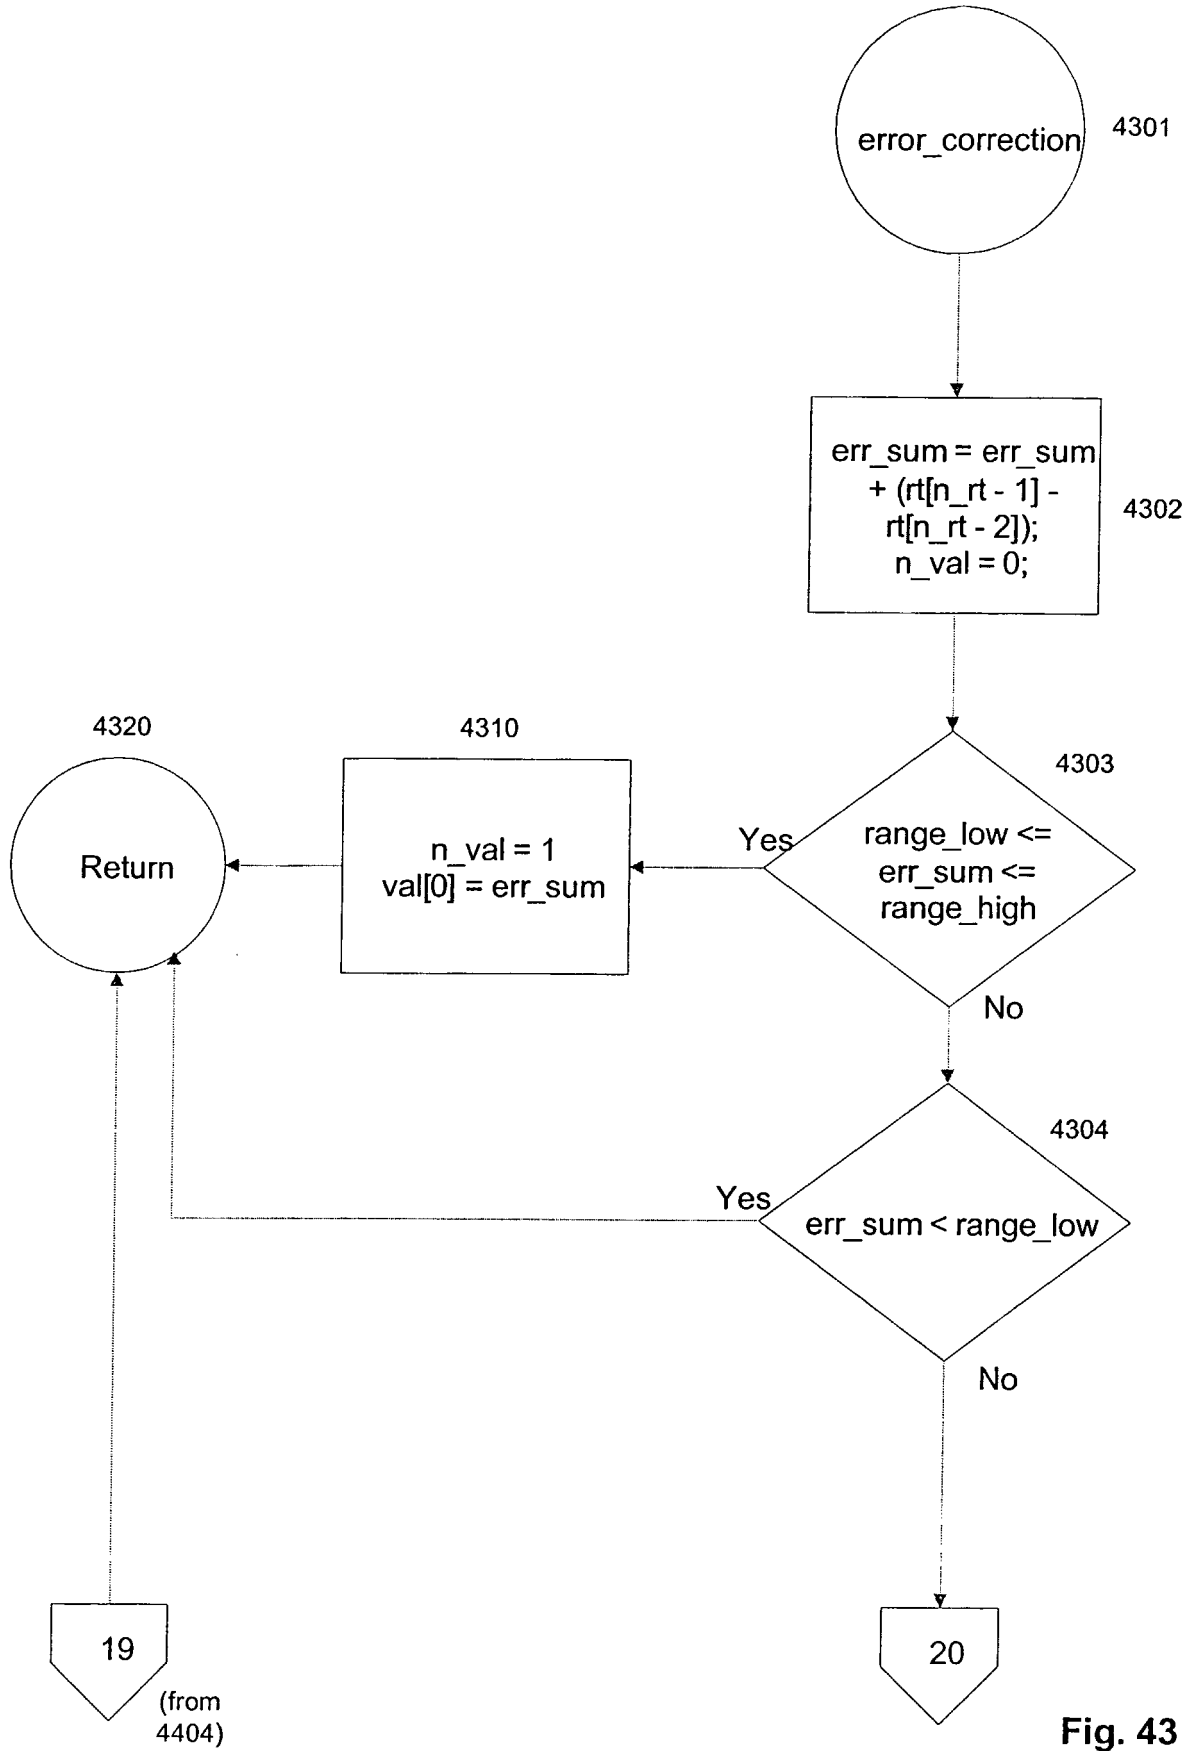 error_correction
4301
err_sum = err_sum
+ (rt[n_rt - 1] -
rt[n_rt - 2]);
n_val = 0;
4302
4320
4310
4303
Return
n_val = 1
val[0] = err_sum
Yes
range_low <=
err_sum <=
range_high
No
4304
Yes
err_sum < range_low
No
19
(from
4404)
20
Fig. 43